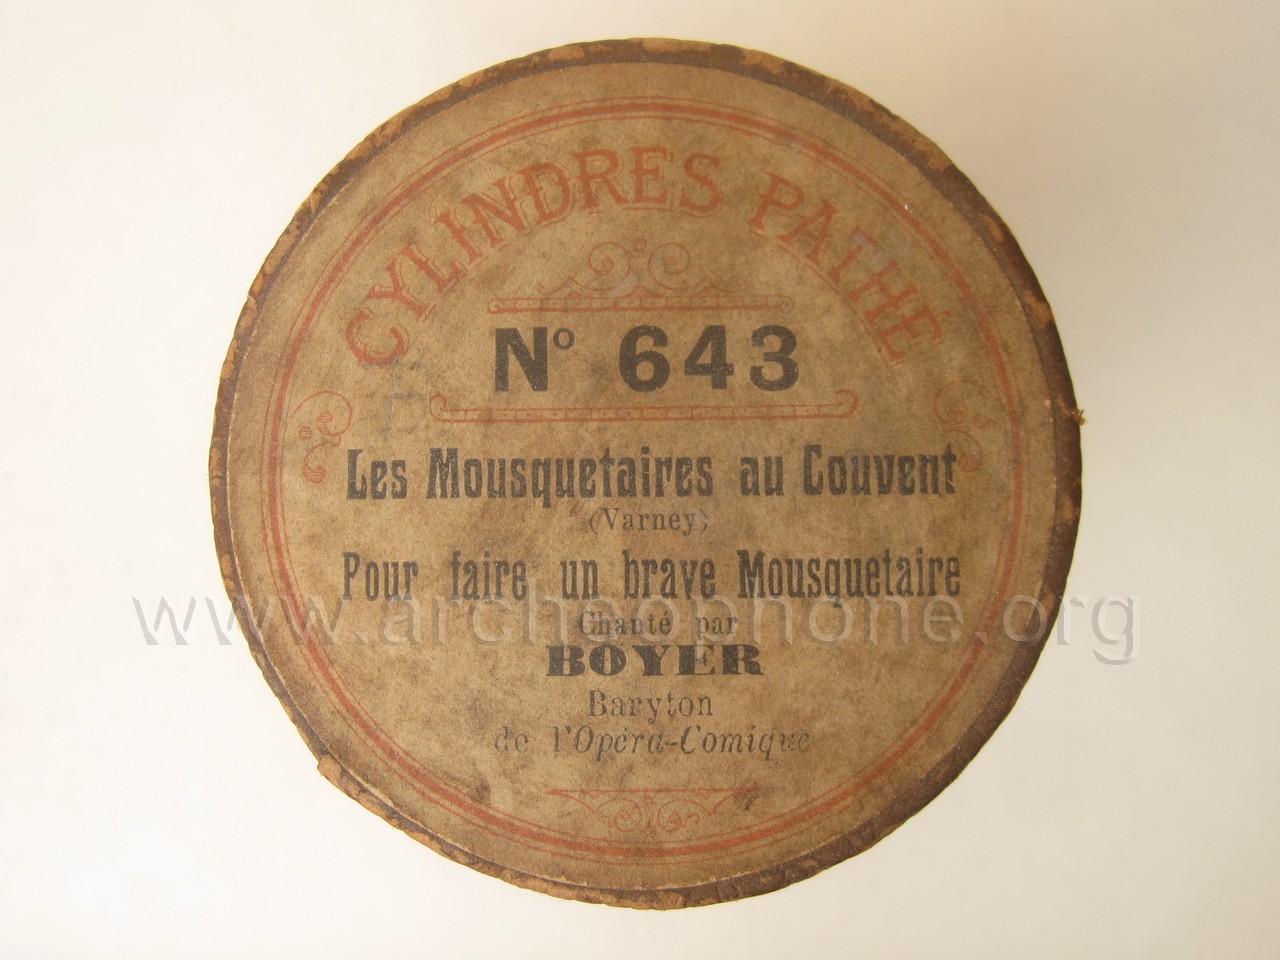 CYLINDRES PATHÉ
Nº 643
Les Mousquetaires au Couvent
(Varney)
Pour faire un brave Mousquetaire
www.archeophone.org
Chanté par
BOYER
Baryton
de l'Opéra-Comique